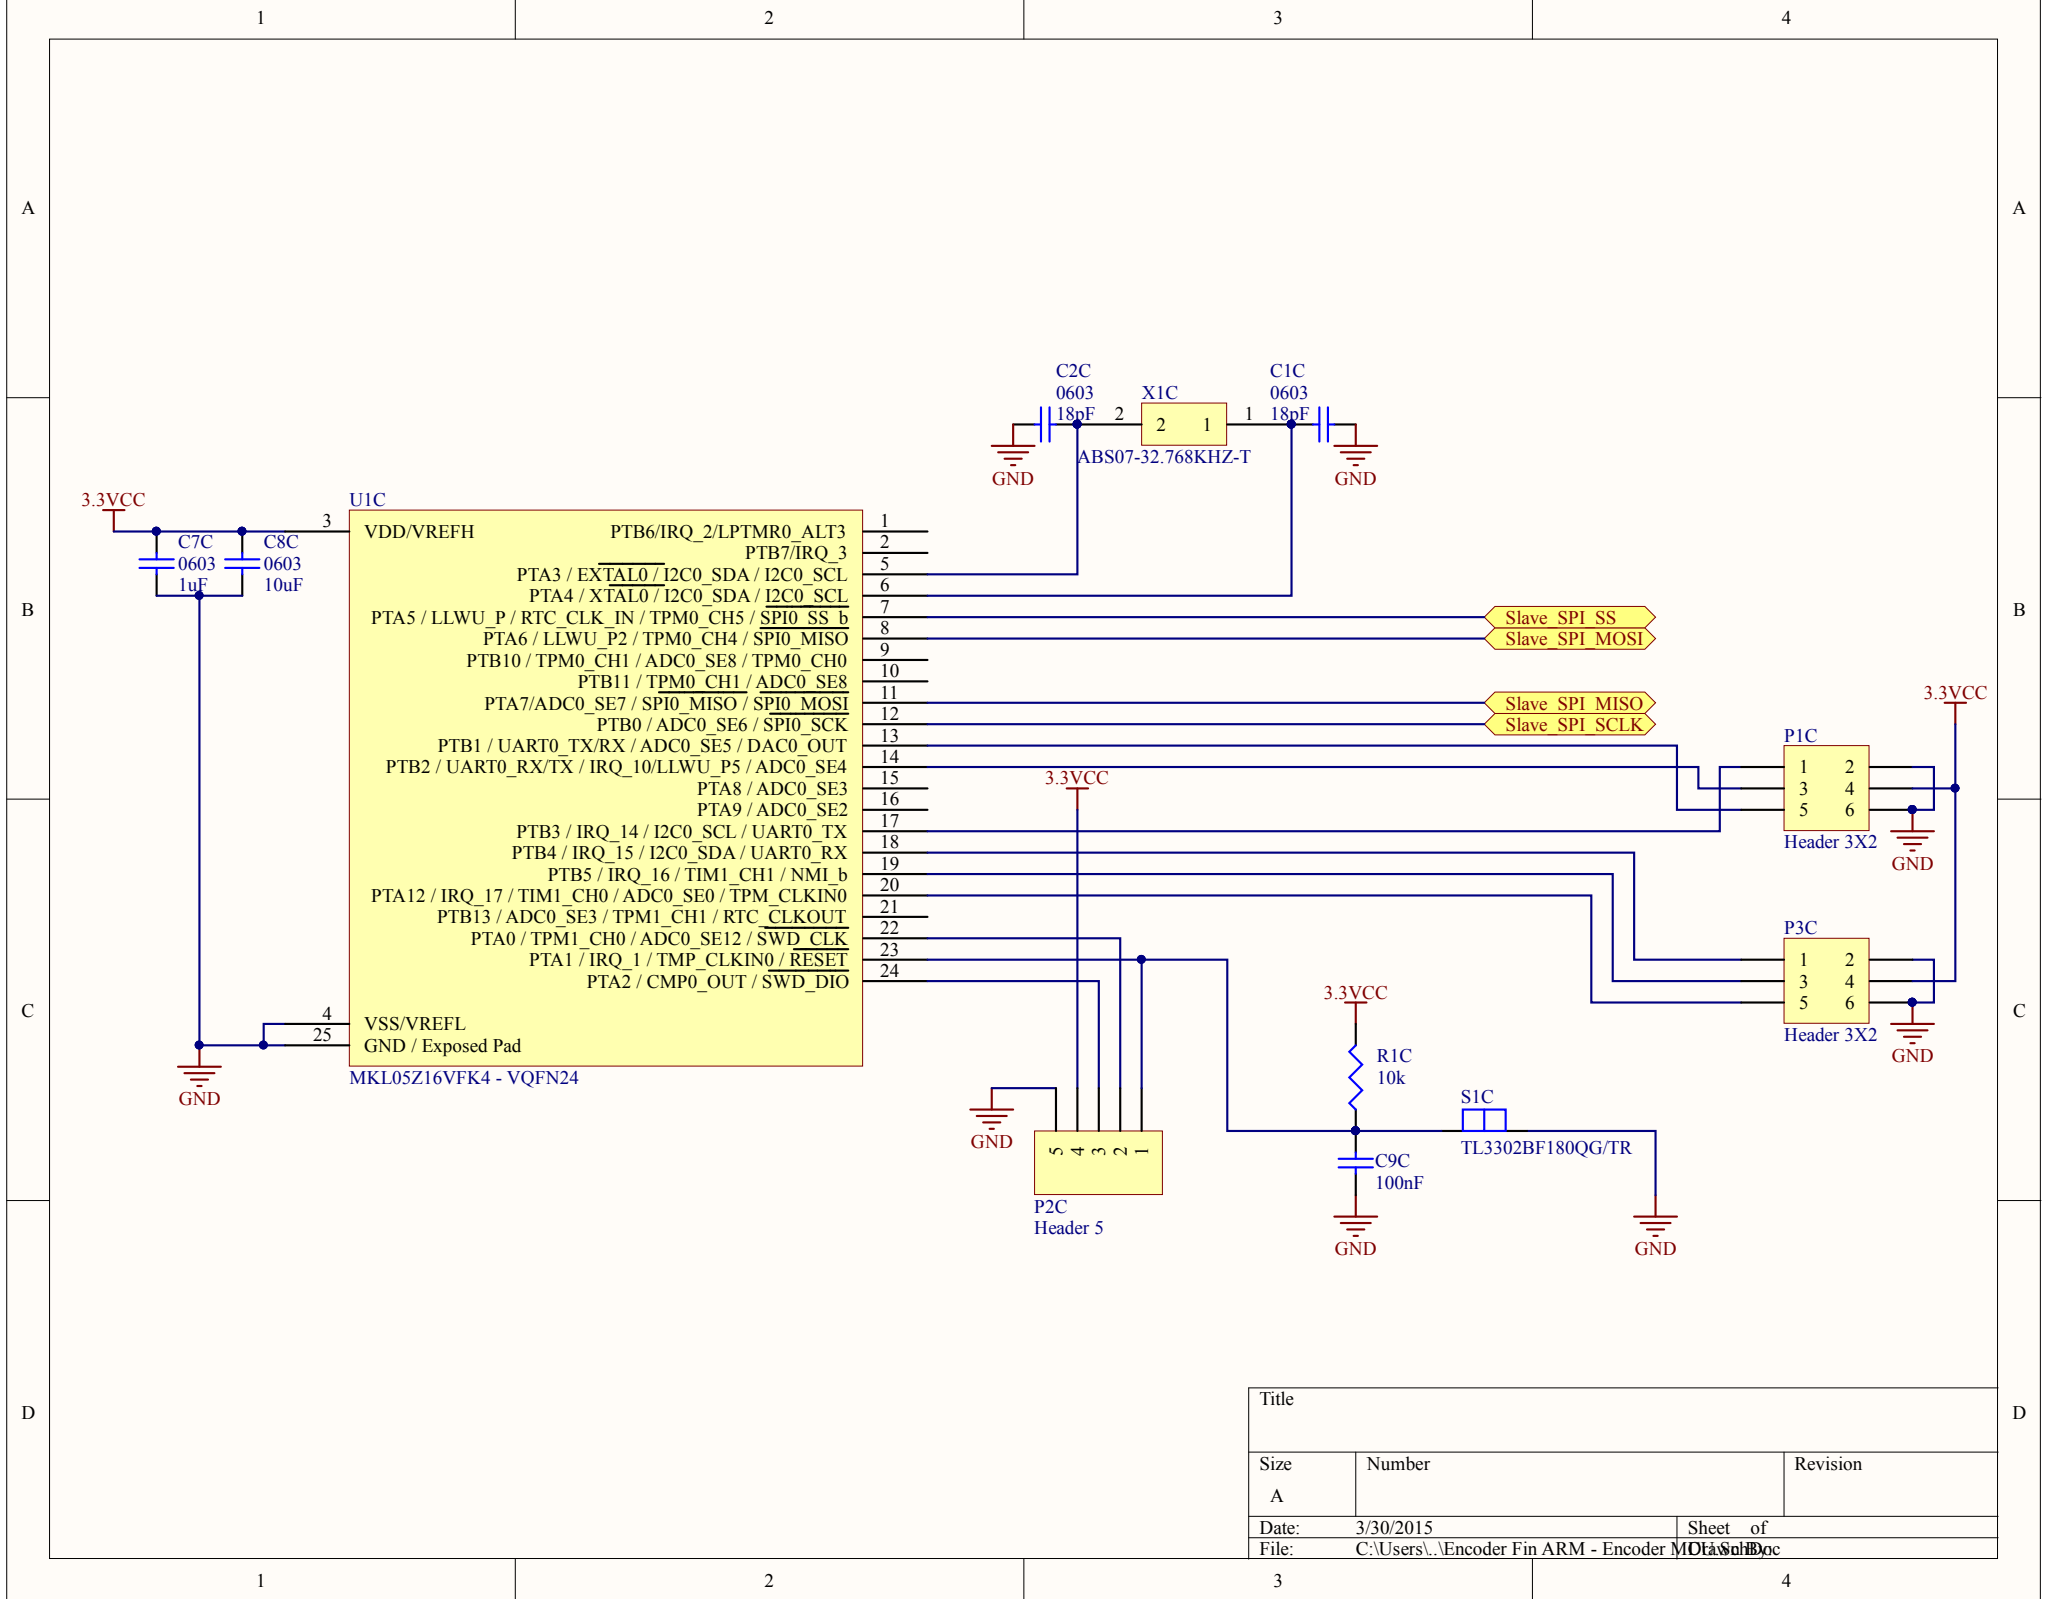 1 2 3 4
A A
B B
C C
D D
1 2 3 4
C2C
0603
18pF
2
X1C
2 1
ABS07-32.768KHZ-T
1
C1C
0603
18pF
GND
GND
3.3VCC
C7C
0603
1uF
C8C
0603
10uF
U1C
3 VDD/VREFH
PTB6/IRQ_2/LPTMR0_ALT3 1
PTB7/IRQ_3 2
PTA3 / EXTAL0 / I2C0_SDA / I2C0_SCL 5
PTA4 / XTAL0 / I2C0_SDA / I2C0_SCL 6
PTA5 / LLWU_P / RTC_CLK_IN / TPM0_CH5 / SPI0_SS_b 7
PTA6 / LLWU_P2 / TPM0_CH4 / SPI0_MISO 8
PTB10 / TPM0_CH1 / ADC0_SE8 / TPM0_CH0 9
PTB11 / TPM0_CH1 / ADC0_SE8 10
PTA7/ADC0_SE7 / SPI0_MISO / SPI0_MOSI 11
PTB0 / ADC0_SE6 / SPI0_SCK 12
PTB1 / UART0_TX/RX / ADC0_SE5 / DAC0_OUT 13
PTB2 / UART0_RX/TX / IRQ_10/LLWU_P5 / ADC0_SE4 14
PTA8 / ADC0_SE3 15
PTA9 / ADC0_SE2 16
PTB3 / IRQ_14 / I2C0_SCL / UART0_TX 17
PTB4 / IRQ_15 / I2C0_SDA / UART0_RX 18
PTB5 / IRQ_16 / TIM1_CH1 / NMI_b 19
PTA12 / IRQ_17 / TIM1_CH0 / ADC0_SE0 / TPM_CLKIN0 20
PTB13 / ADC0_SE3 / TPM1_CH1 / RTC_CLKOUT 21
PTA0 / TPM1_CH0 / ADC0_SE12 / SWD_CLK 22
PTA1 / IRQ_1 / TMP_CLKIN0 / RESET 23
PTA2 / CMP0_OUT / SWD_DIO 24
4 VSS/VREFL
25 GND / Exposed Pad
MKL05Z16VFK4 - VQFN24
GND
Slave_SPI_SS
Slave_SPI_MOSI
Slave_SPI_MISO
Slave_SPI_SCLK
3.3VCC
P1C
1 2
3 4
5 6
Header 3X2
GND
P3C
1 2
3 4
5 6
Header 3X2
GND
3.3VCC
GND
5 4 3 2 1
P2C
Header 5
3.3VCC
R1C
10k
S1C
TL3302BF180QG/TR
C9C
100nF
GND
GND
Title
Size Number Revision
A
Date: 3/30/2015 Sheet of
File: C:\Users\..\Encoder Fin ARM - Encoder